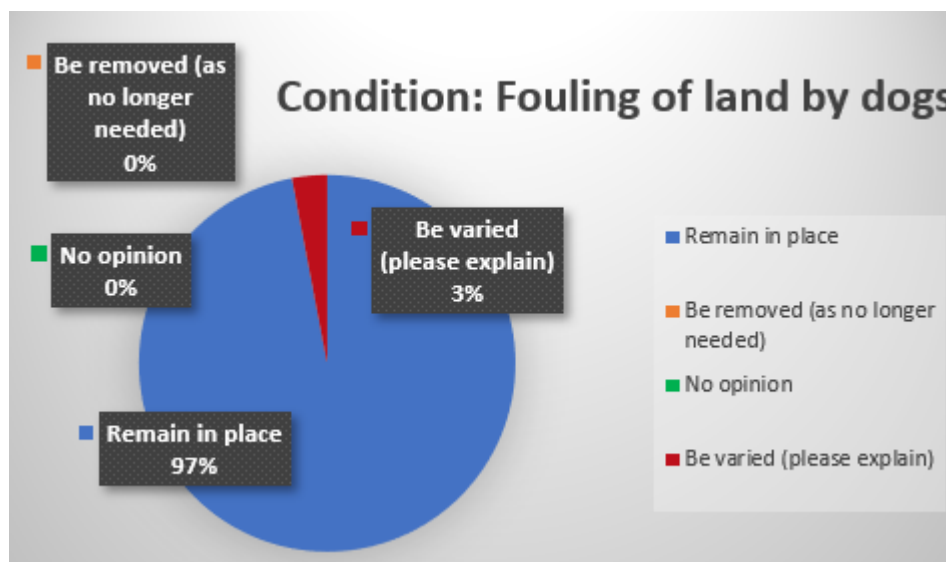 Condition: Fouling of land by dogs
Be removed (as
no longer
needed)
0%
No opinion
0%
Be varied
(please explain)
3%
Remain in place
97%
Remain in place
Be removed (as no longer
needed)
No opinion
Be varied (please explain)